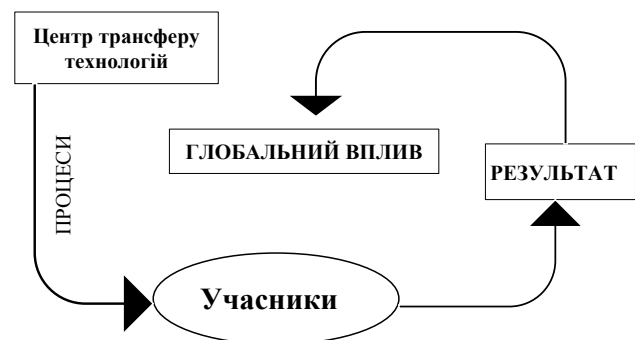 Центр трансферу
технологій
ПРОЦЕСИ
ГЛОБАЛЬНИЙ ВПЛИВ
РЕЗУЛЬТАТ
Учасники